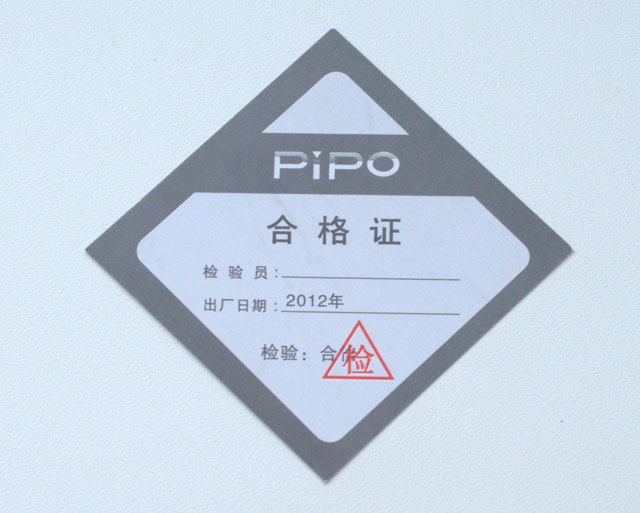 PiPO
合格证
检验员:
出厂日期:2012年
检验:合格
检